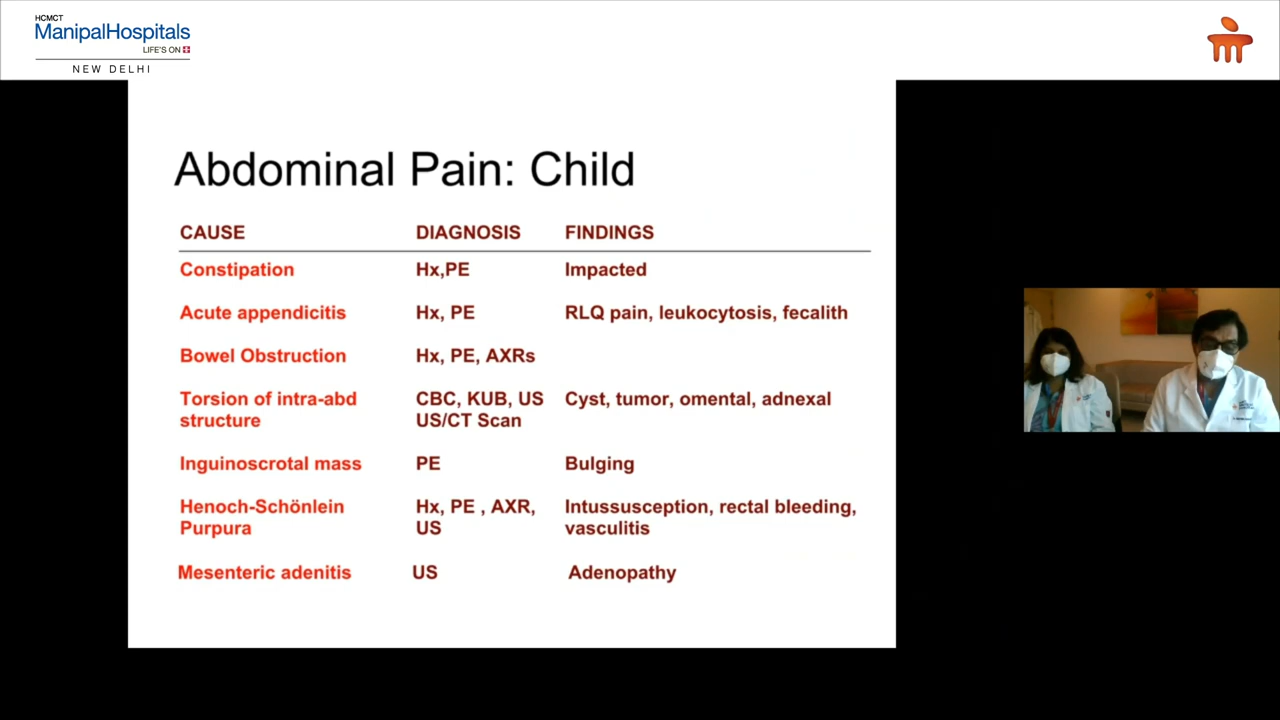 HCMCT
ManipalHospitals
LIFE'S ON
NEW DELHI
Abdominal Pain: Child
CAUSE DIAGNOSIS FINDINGS
Constipation Hx,PE Impacted
Acute appendicitis Hx, PE RLQ pain, leukocytosis, fecalith
Bowel Obstruction Hx, PE, AXRs
Torsion of intra-abd CBC, KUB, US Cyst, tumor, omental, adnexal
structure US/CT Scan
Inguinoscrotal mass PE Bulging
Henoch-Schönlein Hx, PE , AXR, Intussusception, rectal bleeding,
Purpura US vasculitis
Mesenteric adenitis US Adenopathy